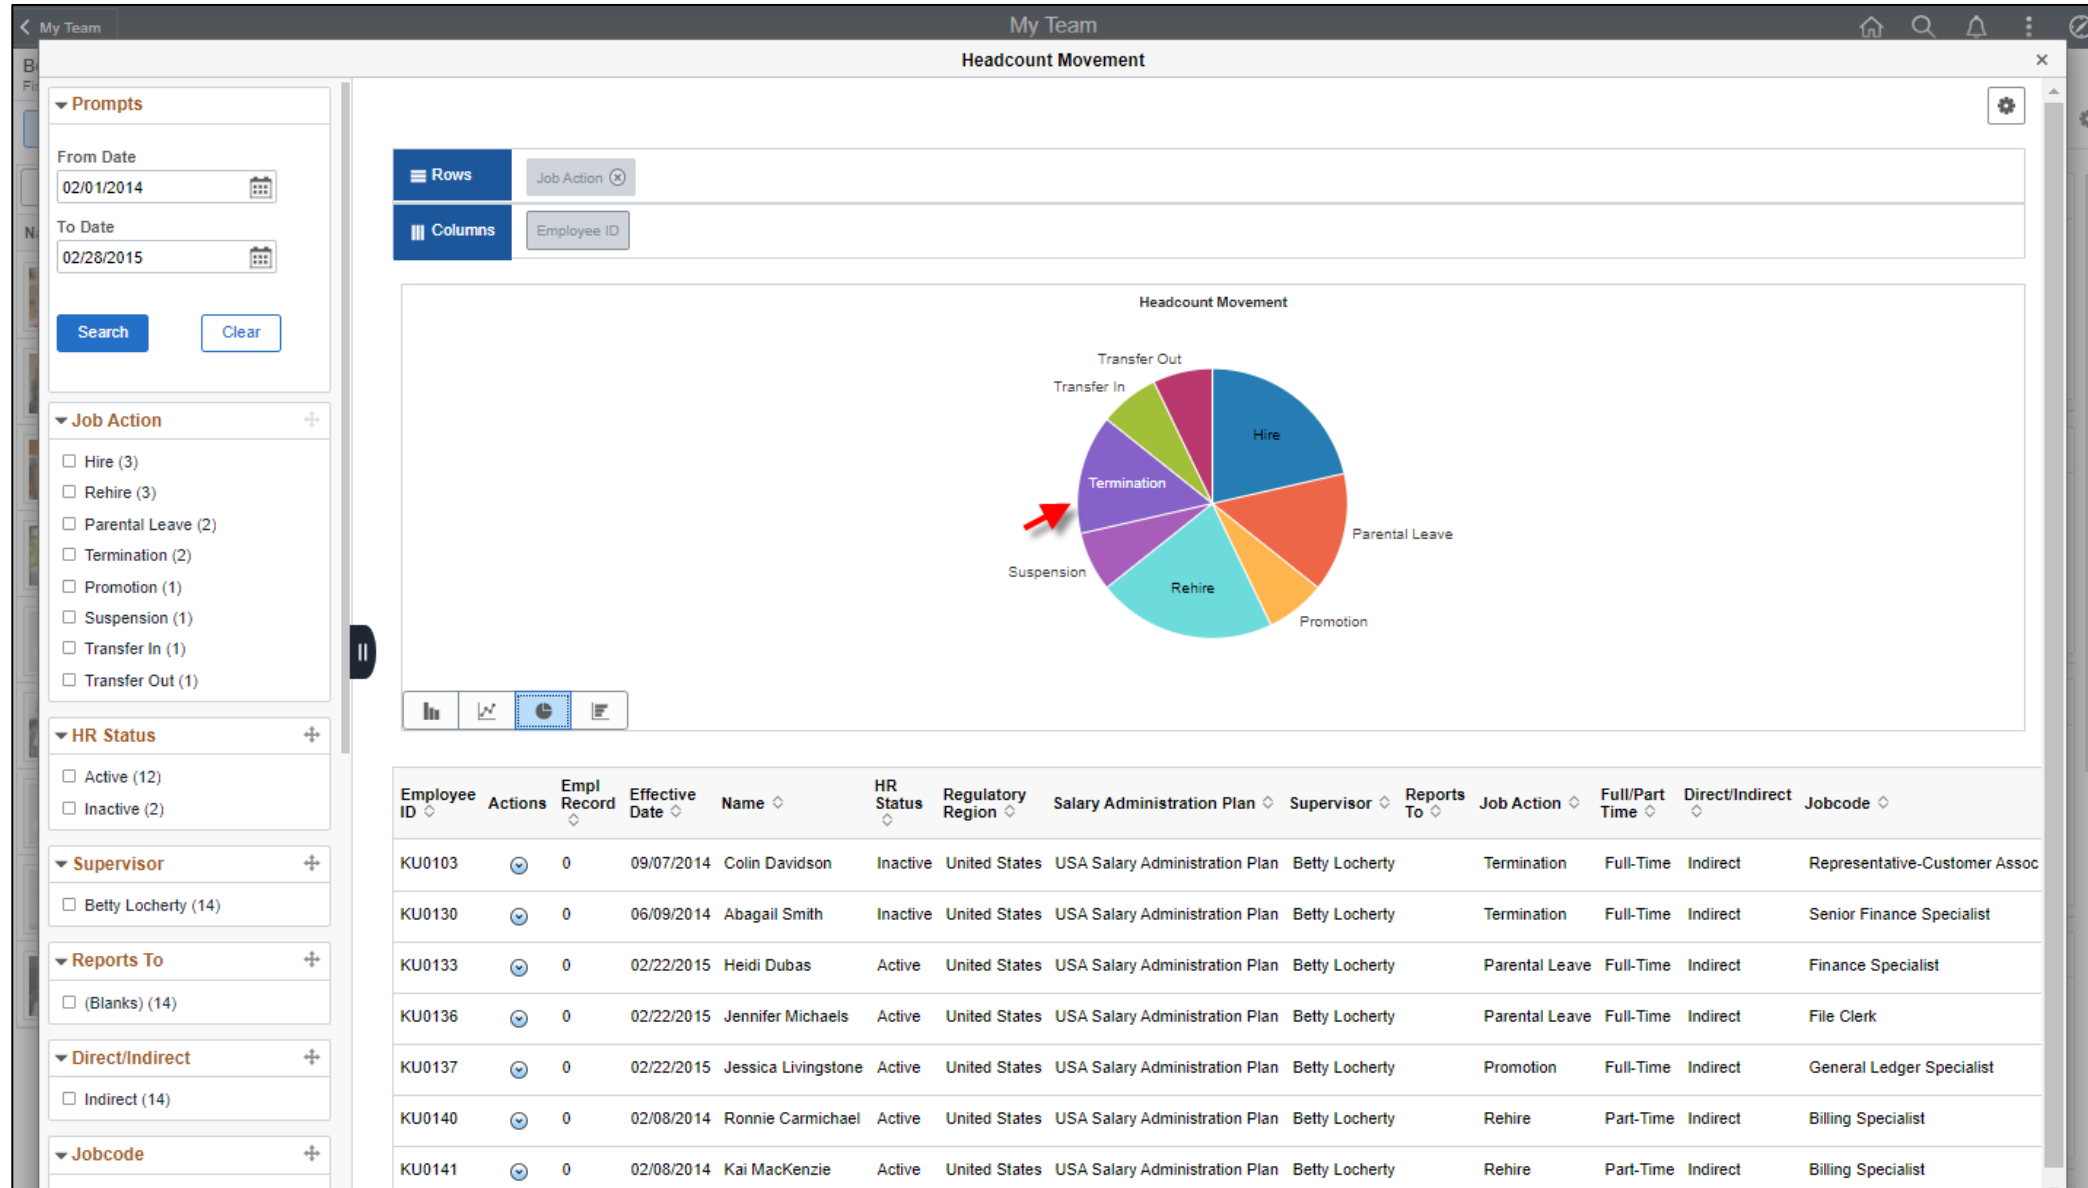 My Team
My Team
Headcount Movement
Prompts
From Date
02/01/2014
To Date
02/28/2015
Search
Clear
Job Action
Hire (3)
Rehire (3)
Parental Leave (2)
Termination (2)
Promotion (1)
Suspension (1)
Transfer In (1)
Transfer Out (1)
HR Status
Active (12)
Inactive (2)
Supervisor
Betty Locherty (14)
Reports To
(Blanks) (14)
Direct/Indirect
Indirect (14)
Jobcode
Rows
Job Action
Columns
Employee ID
Headcount Movement
Transfer Out
Transfer In
Hire
Termination
Parental Leave
Suspension
Rehire
Promotion
Employee ID Actions Empl Record Effective Date Name HR Status Regulatory Region Salary Administration Plan Supervisor Reports To Job Action Full/Part Time Direct/Indirect Jobcode
KU0103 0 09/07/2014 Colin Davidson Inactive United States USA Salary Administration Plan Betty Locherty Termination Full-Time Indirect Representative-Customer Assoc
KU0130 0 06/09/2014 Abagail Smith Inactive United States USA Salary Administration Plan Betty Locherty Termination Full-Time Indirect Senior Finance Specialist
KU0133 0 02/22/2015 Heidi Dubas Active United States USA Salary Administration Plan Betty Locherty Parental Leave Full-Time Indirect Finance Specialist
KU0136 0 02/22/2015 Jennifer Michaels Active United States USA Salary Administration Plan Betty Locherty Parental Leave Full-Time Indirect File Clerk
KU0137 0 02/22/2015 Jessica Livingstone Active United States USA Salary Administration Plan Betty Locherty Promotion Full-Time Indirect General Ledger Specialist
KU0140 0 02/08/2014 Ronnie Carmichael Active United States USA Salary Administration Plan Betty Locherty Rehire Part-Time Indirect Billing Specialist
KU0141 0 02/08/2014 Kai MacKenzie Active United States USA Salary Administration Plan Betty Locherty Rehire Part-Time Indirect Billing Specialist